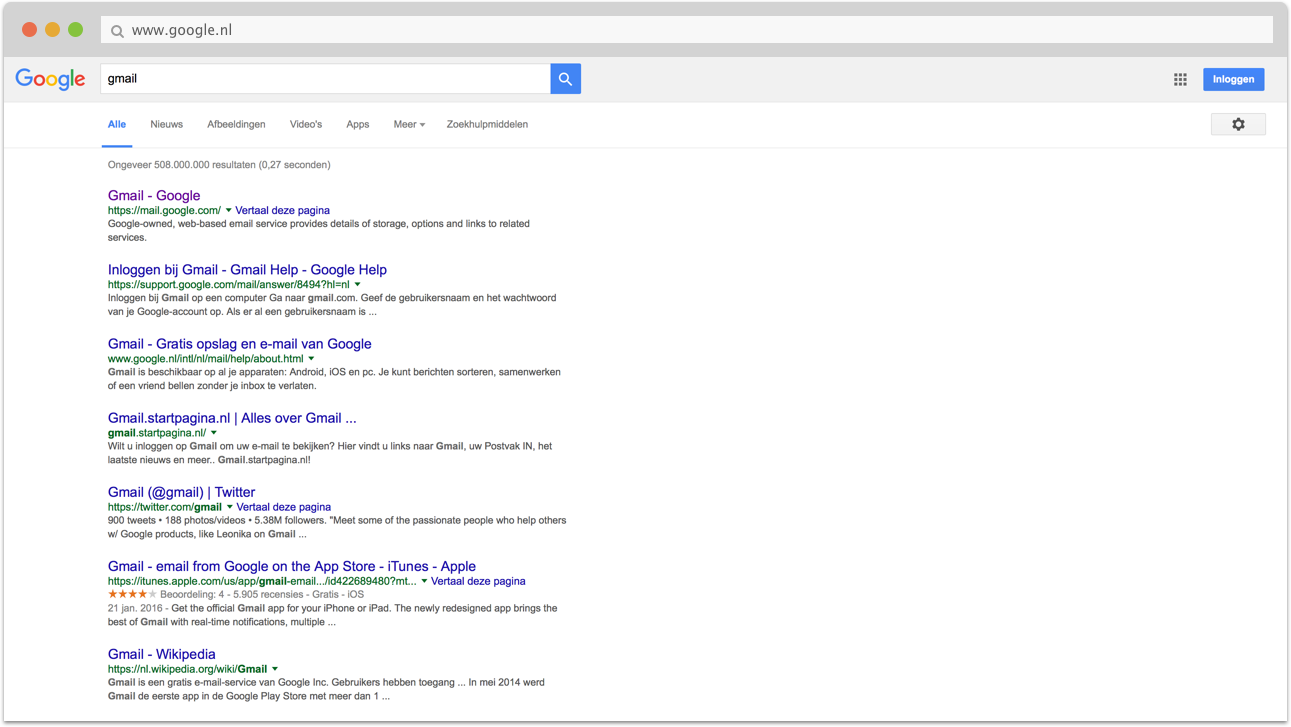 www.google.nl
Google
gmail
Inloggen
Alle Nieuws Afbeeldingen Video's Apps Meer Zoekhulpmiddelen
Ongeveer 508.000.000 resultaten (0,27 seconden)
Gmail - Google
https://mail.google.com/ Vertaal deze pagina
Google-owned, web-based email service provides details of storage, options and links to related
services.
Inloggen bij Gmail - Gmail Help - Google Help
https://support.google.com/mail/answer/8494?hl=nl
Inloggen bij Gmail op een computer Ga naar gmail.com. Geef de gebruikersnaam en het wachtwoord
van je Google-account op. Als er al een gebruikersnaam is ...
Gmail - Gratis opslag en e-mail van Google
www.google.nl/intl/nl/mail/help/about.html
Gmail is beschikbaar op al je apparaten: Android, iOS en pc. Je kunt berichten sorteren, samenwerken
of een vriend bellen zonder je inbox te verlaten.
Gmail.startpagina.nl | Alles over Gmail ...
gmail.startpagina.nl/
Wilt u inloggen op Gmail om uw e-mail te bekijken? Hier vindt u links naar Gmail, uw Postvak IN, het
laatste nieuws en meer.. Gmail.startpagina.nl!
Gmail (@gmail) | Twitter
https://twitter.com/gmail Vertaal deze pagina
900 tweets • 188 photos/videos • 5.38M followers. "Meet some of the passionate people who help others
w/ Google products, like Leonika on Gmail ...
Gmail - email from Google on the App Store - iTunes - Apple
https://itunes.apple.com/us/app/gmail-email.../id422689480?mt... Vertaal deze pagina
★★★★★ Beoordeling: 4 - 5.905 recensies - Gratis - iOS
21 jan. 2016 - Get the official Gmail app for your iPhone or iPad. The newly redesigned app brings the
best of Gmail with real-time notifications, multiple ...
Gmail - Wikipedia
https://nl.wikipedia.org/wiki/Gmail
Gmail is een gratis e-mail-service van Google Inc. Gebruikers hebben toegang ... In mei 2014 werd
Gmail de eerste app in de Google Play Store met meer dan 1 ...